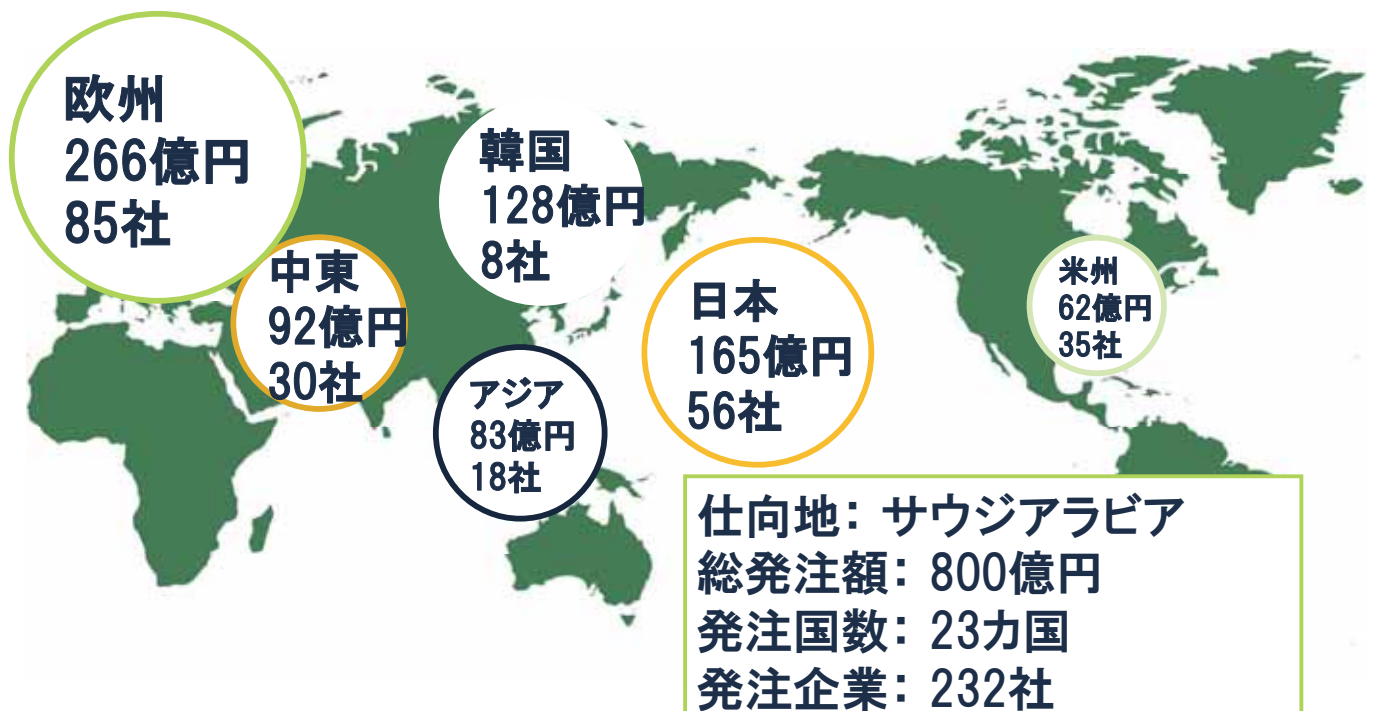 欧州
266億円
85社
韓国
128億円
8社
中東
92億円
30社
アジア
83億円
18社
日本
165億円
56社
米州
62億円
35社
仕向地：サウジアラビア
総発注額：800億円
発注国数：23カ国
発注企業：232社